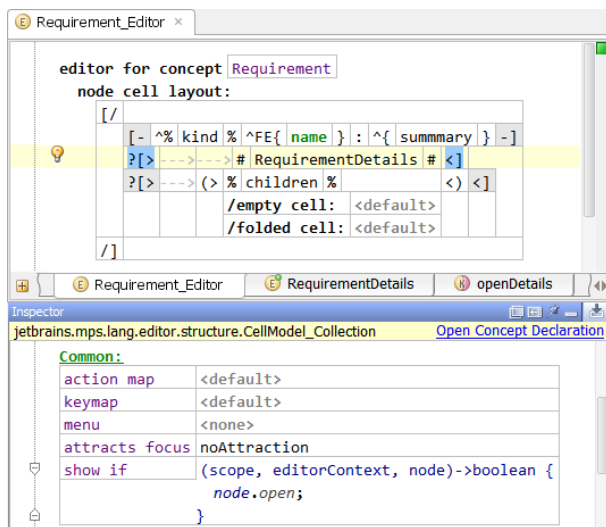 Requirement_Editor ×
editor for concept Requirement
node cell layout:
[/
[- ^% kind % ^FE{ name } : ^{ summmary } -]
?[> --->---> # RequirementDetails # <]
?[> ---> (> % children % <) <]
/empty cell: <default>
/folded cell: <default>
/]
Requirement_Editor RequirementDetails openDetails
Inspector
jetbrains.mps.lang.editor.structure.CellModel_Collection Open Concept Declaration
Common:
action map <default>
keymap <default>
menu <none>
attracts focus noAttraction
show if (scope, editorContext, node)->boolean {
node.open;
}